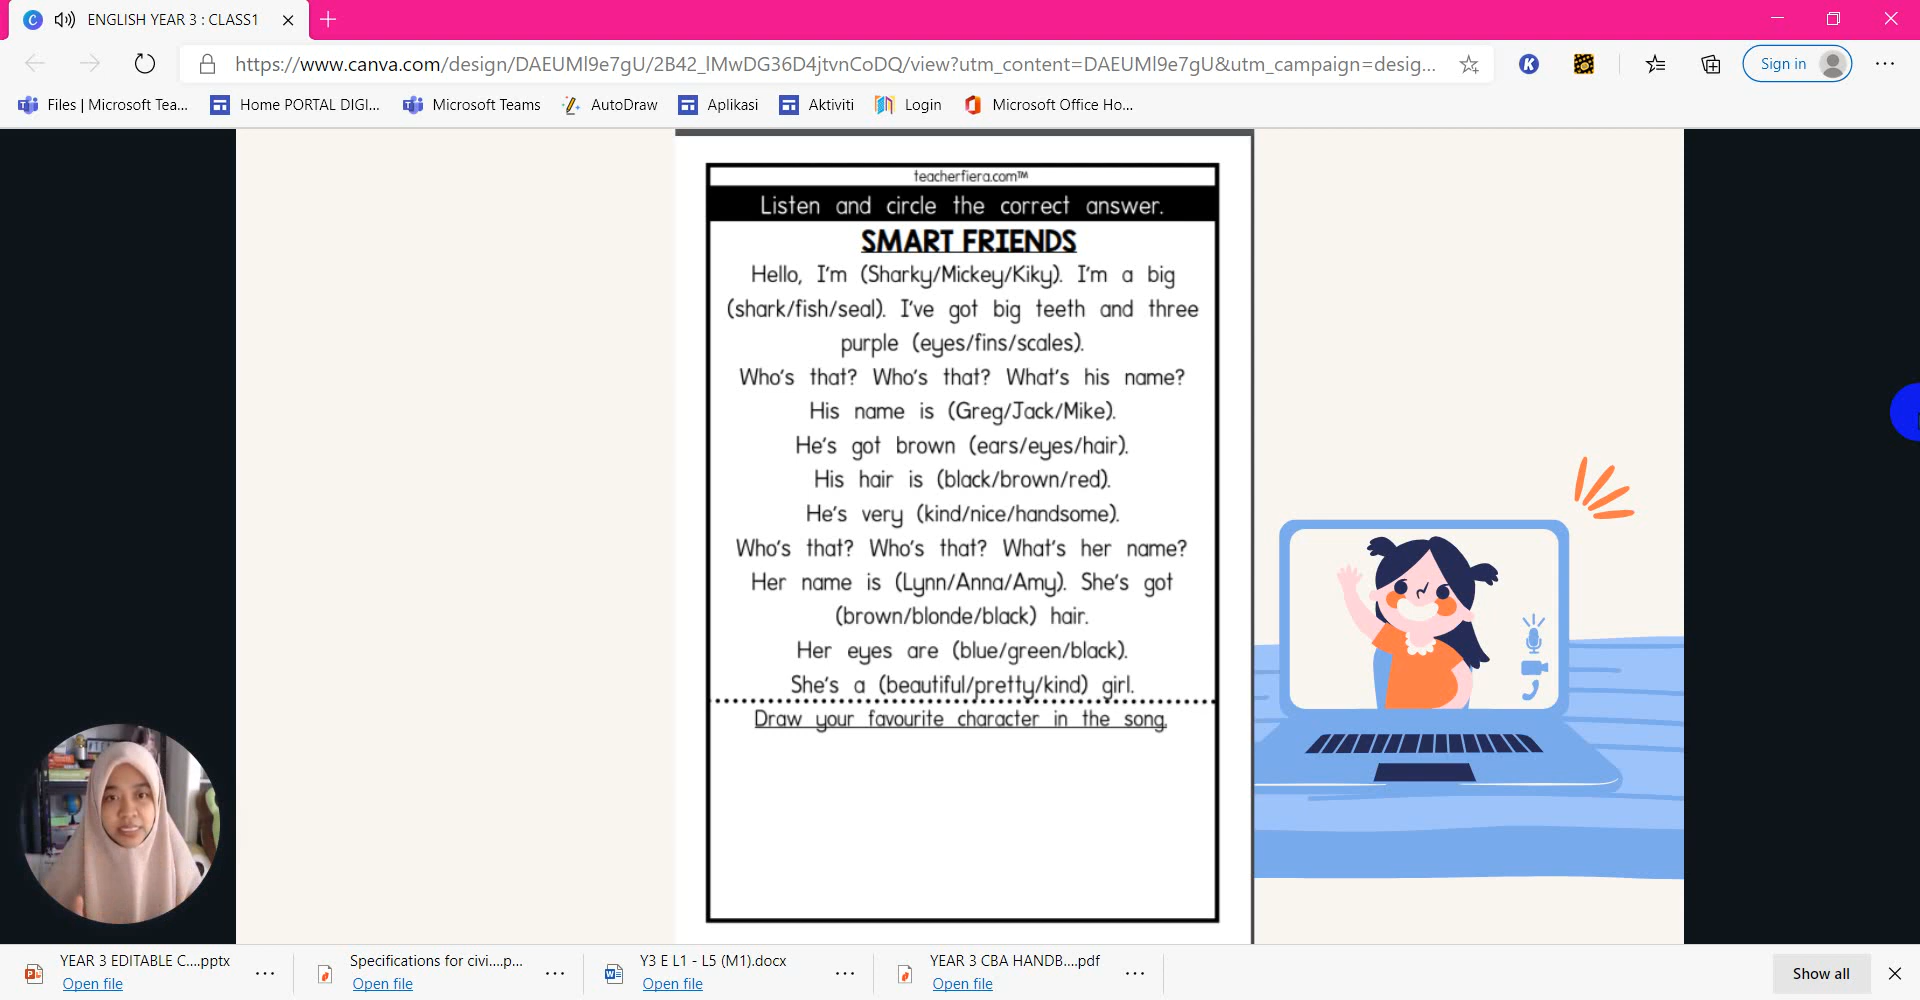 ENGLISH YEAR 3 : CLASS1
https://www.canva.com/design/DAEUMl9e7gU/2B42_lMwDG36D4jtvnCoDQ/view?utm_content=DAEUMl9e7gU&utm_campaign=desig...
Sign in
Files | Microsoft Tea...
Home PORTAL DIGI...
Microsoft Teams
AutoDraw
Aplikasi
Aktiviti
Login
Microsoft Office Ho...
teacherfiera.com™
Listen and circle the correct answer.
SMART FRIENDS
Hello, I'm (Sharky/Mickey/Kiky). I'm a big
(shark/fish/seal). I've got big teeth and three
purple (eyes/fins/scales).
Who's that? Who's that? What's his name?
His name is (Greg/Jack/Mike).
He's got brown (ears/eyes/hair).
His hair is (black/brown/red).
He's very (kind/nice/handsome).
Who's that? Who's that? What's her name?
Her name is (Lynn/Anna/Amy). She's got
(brown/blonde/black) hair.
Her eyes are (blue/green/black).
She's a (beautiful/pretty/kind) girl.
Draw your favourite character in the song.
YEAR 3 EDITABLE C....pptx
Open file
Specifications for civi....p...
Open file
Y3 E L1 - L5 (M1).docx
Open file
YEAR 3 CBA HANDB....pdf
Open file
Show all